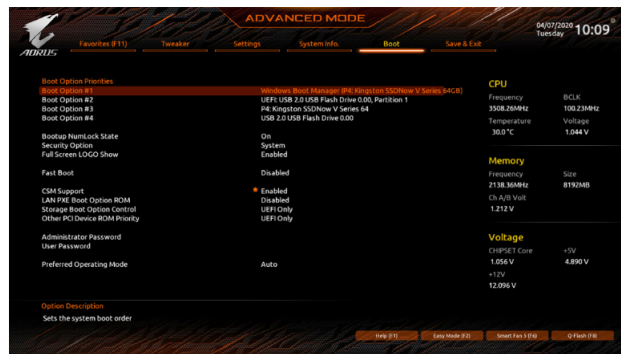 ADVANCED MODE
04/07/2020
Tuesday
10:09
AORUS
Favorites (F11)
Tweaker
Settings
System Info.
Boot
Save & Exit
Boot Option Priorities
Boot Option #1 Windows Boot Manager (P4: Kingston SSDNow V Series 64GB)
Boot Option #2 UEFI: USB 2.0 USB Flash Drive 0.00, Partition 1
Boot Option #3 P4: Kingston SSDNow V Series 64
Boot Option #4 USB 2.0 USB Flash Drive 0.00
Bootup NumLock State On
Security Option System
Full Screen LOGO Show Enabled
Fast Boot Disabled
CSM Support Enabled
LAN PXE Boot Option ROM Disabled
Storage Boot Option Control UEFI Only
Other PCI Device ROM Priority UEFI Only
Administrator Password
User Password
Preferred Operating Mode Auto
CPU
Frequency BCLK
3508.26MHz 100.23MHz
Temperature Voltage
30.0 °C 1.044 V
Memory
Frequency Size
2138.36MHz 8192MB
Ch A/B Volt
1.212 V
Voltage
CHIPSET Core +5V
1.056 V 4.890 V
+12V
12.096 V
Option Description
Sets the system boot order
Help (F1)
Easy Mode (F2)
Smart Fan 5 (F6)
Q-Flash (F8)